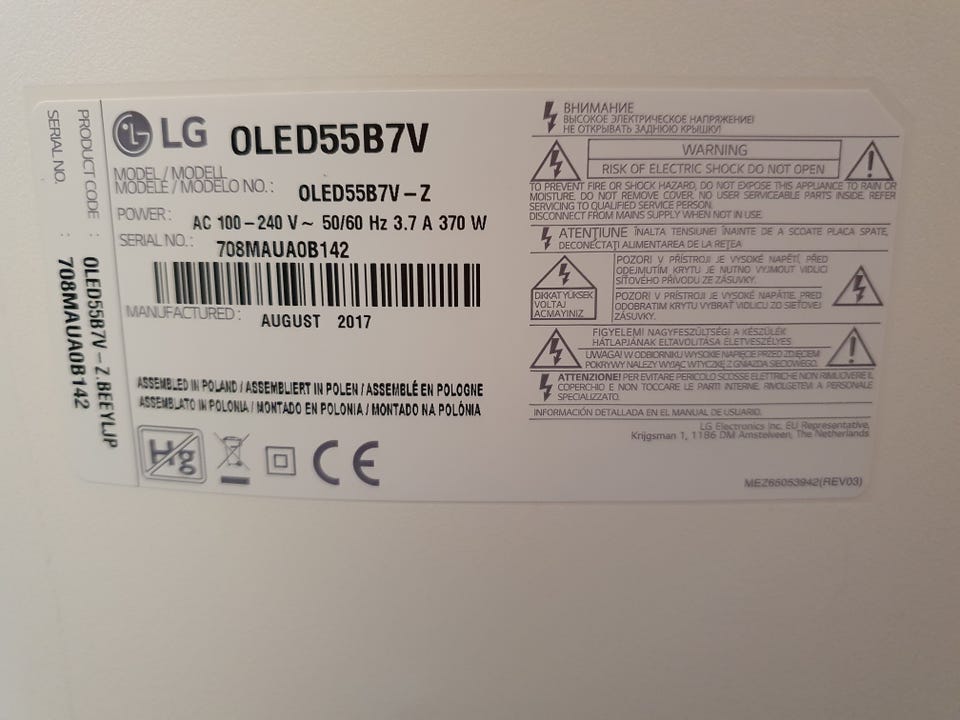 LG OLED55B7V
MODEL / MODELL
MODÈLE / MODELO NO. : OLED55B7V-Z
POWER : AC 100-240 V ~ 50/60 Hz 3.7 A 370 W
SERIAL NO. : 708MAUA0B142
MANUFACTURED : AUGUST 2017
ASSEMBLED IN POLAND / ASSEMBLIERT IN POLEN / ASSEMBLÉ EN POLOGNE
ASSEMBLATO IN POLONIA / MONTADO EN POLONIA / MONTADO NA POLÓNIA
Hg
CE
PRODUCT CODE : OLED55B7V-Z.BEEYLJP
SERIAL NO. : 708MAUA0B142
ВНИМАНИЕ
ВЫСОКОЕ ЭЛЕКТРИЧЕСКОЕ НАПРЯЖЕНИЕ!
НЕ ОТКРЫВАТЬ ЗАДНЮЮ КРЫШКУ!
WARNING
RISK OF ELECTRIC SHOCK DO NOT OPEN
TO PREVENT FIRE OR SHOCK HAZARD, DO NOT EXPOSE THIS APPLIANCE TO RAIN OR
MOISTURE. DO NOT REMOVE COVER. NO USER SERVICEABLE PARTS INSIDE. REFER
SERVICING TO QUALIFIED SERVICE PERSON.
DISCONNECT FROM MAINS SUPPLY WHEN NOT IN USE.
ATENŢIUNE ÎNALTA TENSIUNE! ÎNAINTE DE A SCOATE PLACA SPATE,
DECONECTAŢI ALIMENTAREA DE LA REŢEA
DIKKAT YÜKSEK
VOLTAJ
AÇMAYINIZ
POZOR! V PŘÍSTROJI JE VYSOKÉ NAPĚTÍ, PŘED
ODEJMUTÍM KRYTU JE NUTNO VYJMOUT VIDLICI
SÍŤOVÉHO PŘÍVODU ZE ZÁSUVKY.
POZOR! V PRÍSTROJI JE VYSOKÉ NAPÄTIE. PRED
ODOBRATÍM KRYTU VYBRAŤ VIDLICU ZO SIEŤOVEJ
ZÁSUVKY.
FIGYELEM! NAGYFESZÜLTSÉG! A KÉSZÜLÉK
HÁTLAPJÁNAK ELTÁVOLÍTÁSA ÉLETVESZÉLYES
UWAGA! W ODBIORNIKU WYSOKIE NAPIĘCIE PRZED ZDJĘCIEM
POKRYWY NALEŻY WYJĄĆ WTYCZKĘ Z GNIAZDA SIECIOWEGO.
ATTENZIONE! PER EVITARE PERICOLO SCOSSE ELETTRICHE NON RIMUOVERE IL
COPERCHIO E NON TOCCARE LE PARTI INTERNE. RIVOLGETEVI A PERSONALE
SPECIALIZZATO.
INFORMACIÓN DETALLADA EN EL MANUAL DE USUARIO.
LG Electronics Inc. EU Representative,
Krijgsman 1, 1186 DM Amstelveen, The Netherlands
MEZ65053942(REV03)